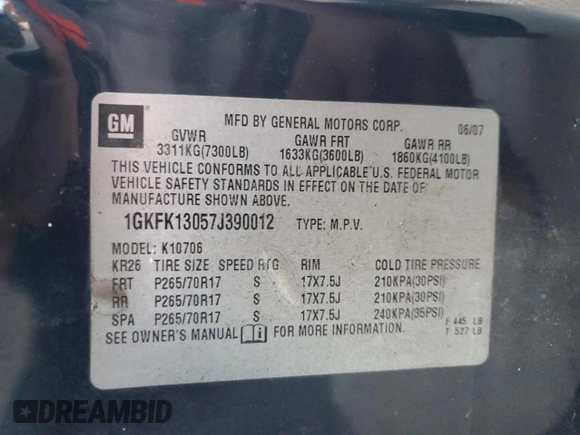 GM
MFD BY GENERAL MOTORS CORP. 06/07
GVWR GAWR FRT GAWR RR
3311KG(7300LB) 1633KG(3600LB) 1860KG(4100LB)
THIS VEHICLE CONFORMS TO ALL APPLICABLE U.S. FEDERAL MOTOR
VEHICLE SAFETY STANDARDS IN EFFECT ON THE DATE OF
MANUFACTURE SHOWN ABOVE.
1GKFK13057J390012 TYPE: M.P.V.
MODEL: K10706
KR26 TIRE SIZE SPEED RTG RIM COLD TIRE PRESSURE
FRT P265/70R17 S 17X7.5J 210KPA(30PSI)
RR P265/70R17 S 17X7.5J 210KPA(30PSI)
SPA P265/70R17 S 17X7.5J 240KPA(35PSI)
SEE OWNER'S MANUAL FOR MORE INFORMATION.
F 445 LB
T 527 LB
DREAMBID